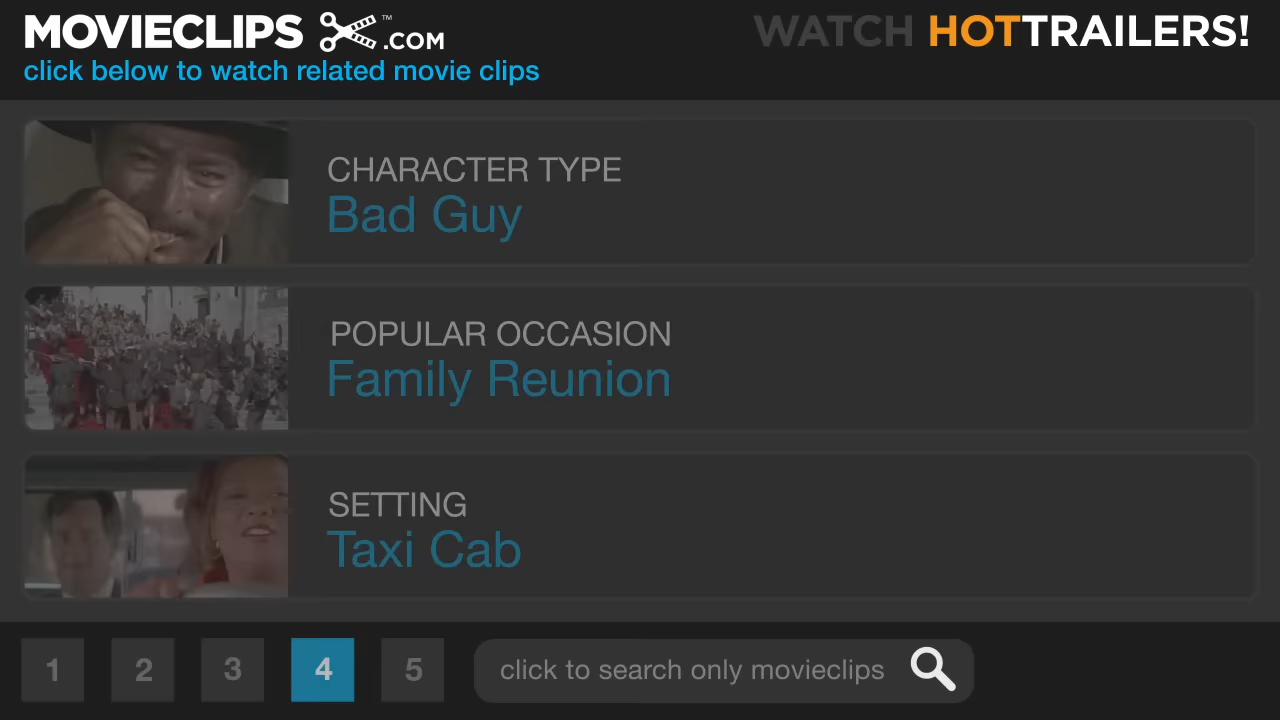 MOVIECLIPS ™ .COM
click below to watch related movie clips
WATCH HOTTRAILERS!
CHARACTER TYPE
Bad Guy
POPULAR OCCASION
Family Reunion
SETTING
Taxi Cab
1 2 3 4 5
click to search only movieclips